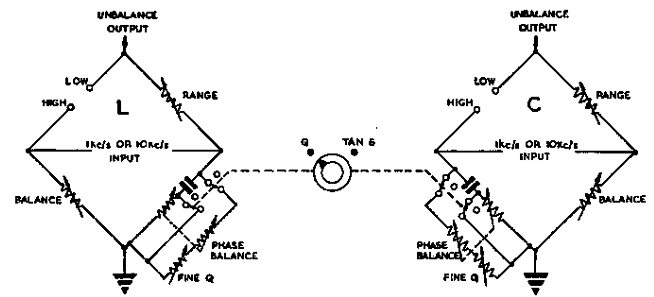 UNBALANCE
OUTPUT
LOW
HIGH
L
RANGE
1KC/S OR 10KC/S
INPUT
BALANCE
PHASE
BALANCE
FINE Q
Q
TAN δ
UNBALANCE
OUTPUT
LOW
HIGH
C
RANGE
1KC/S OR 10KC/S
INPUT
BALANCE
PHASE
BALANCE
FINE Q